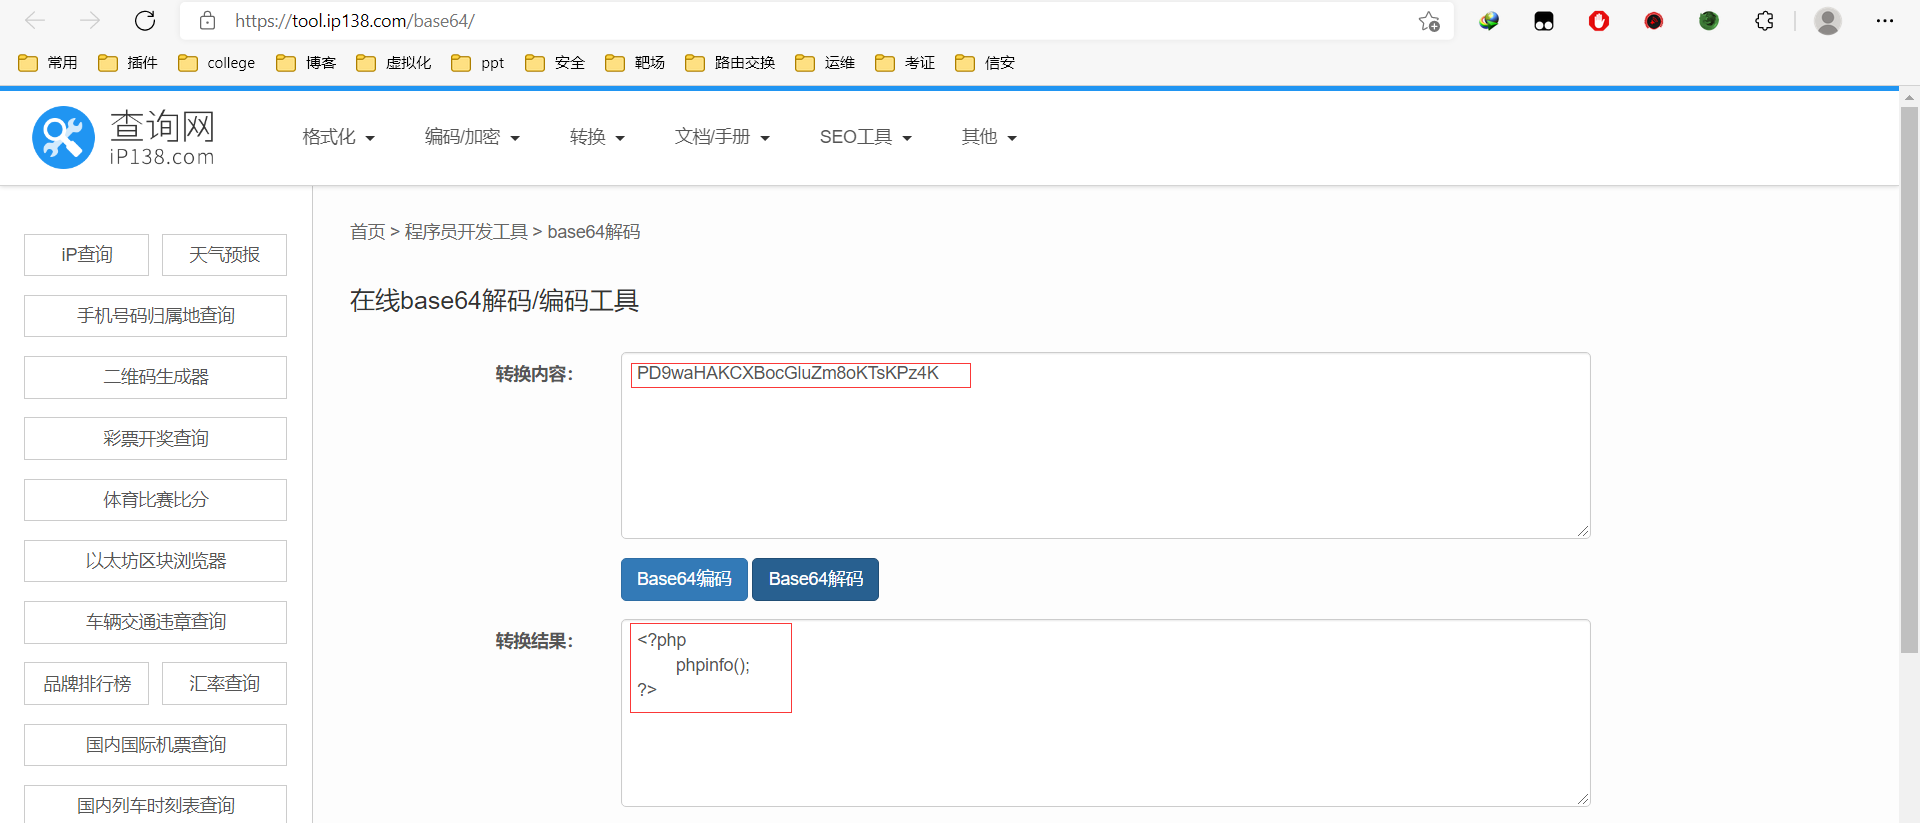 https://tool.ip138.com/base64/
常用 插件 college 博客 虚拟化 ppt 安全 靶场 路由交换 运维 考证 信安
查询网
iP138.com
格式化 编码/加密 转换 文档/手册 SEO工具 其他
iP查询 天气预报
手机号码归属地查询
二维码生成器
彩票开奖查询
体育比赛比分
以太坊区块浏览器
车辆交通违章查询
品牌排行榜 汇率查询
国内国际机票查询
国内列车时刻表查询
首页 > 程序员开发工具 > base64解码
在线base64解码/编码工具
转换内容：
PD9waHAKCXBocGluZm8oKTsKPz4K
Base64编码 Base64解码
转换结果：
<?php
phpinfo();
?>